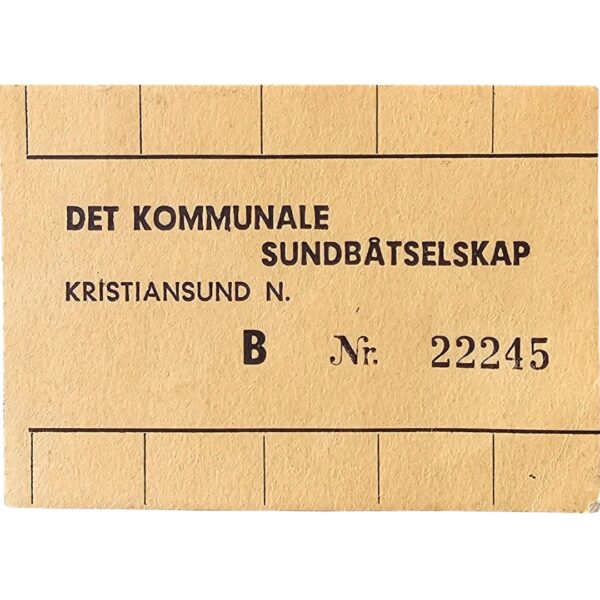 DET KOMMUNALE
SUNDBÅTSELSKAP
KRISTIANSUND N.
B Nr. 22245